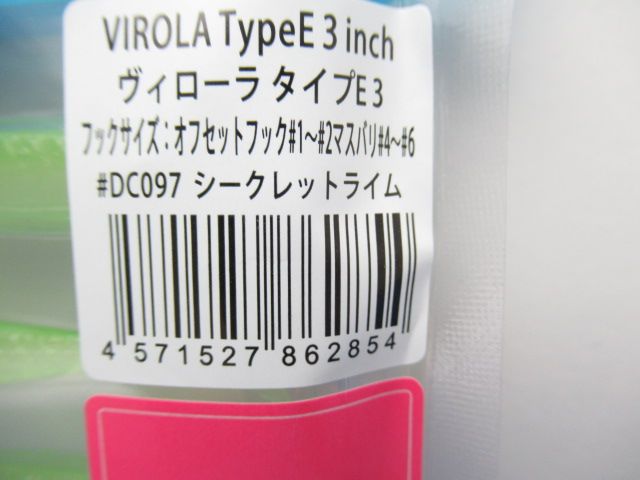 VIROLA TypeE 3 inch
ヴィローラ タイプE 3
フックサイズ：オフセットフック#1～#2マスバリ#4～#6
#DC097 シークレットライム
4 571527 862854